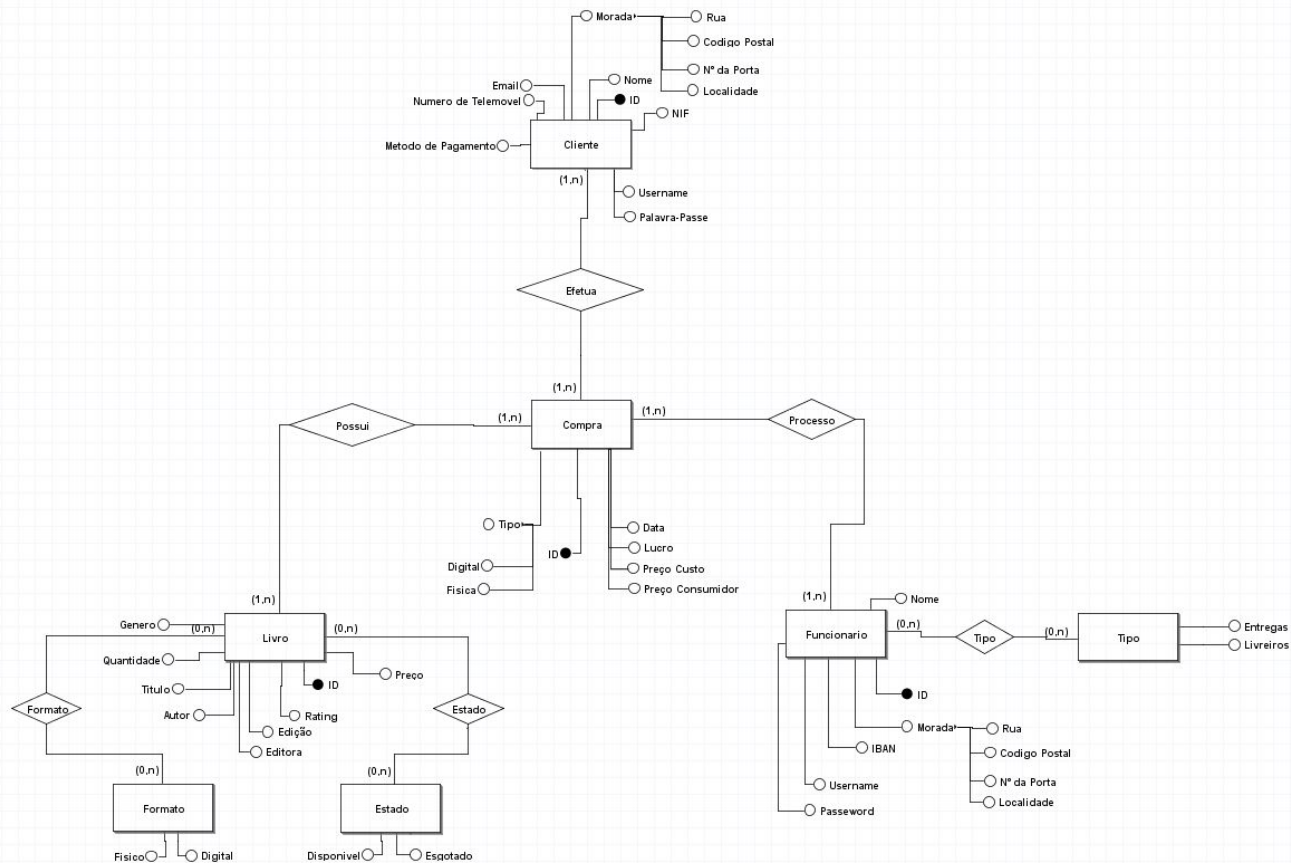 Morada
Rua
Codigo Postal
Nº da Porta
Localidade
Email
Nome
Numero de Telemovel
ID
NIF
Metodo de Pagamento
Cliente
(1,n)
Username
Palavra-Passe
Efetua
(1,n)
(1,n)
Compra
(1,n)
Possui
Processo
Tipo
Data
ID
Lucro
Digital
Preço Custo
Fisica
Preço Consumidor
(1,n)
Genero
(0,n)
Livro
(0,n)
Quantidade
Preço
Titulo
ID
Autor
Rating
Edição
Editora
Formato
Estado
(0,n)
(0,n)
Formato
Estado
Fisico
Digital
Disponivel
Esgotado
(1,n)
Nome
Funcionario
(0,n)
Tipo
(0,n)
Tipo
Entregas
Livreiros
ID
Morada
Rua
IBAN
Codigo Postal
Username
Nº da Porta
Localidade
Passeword